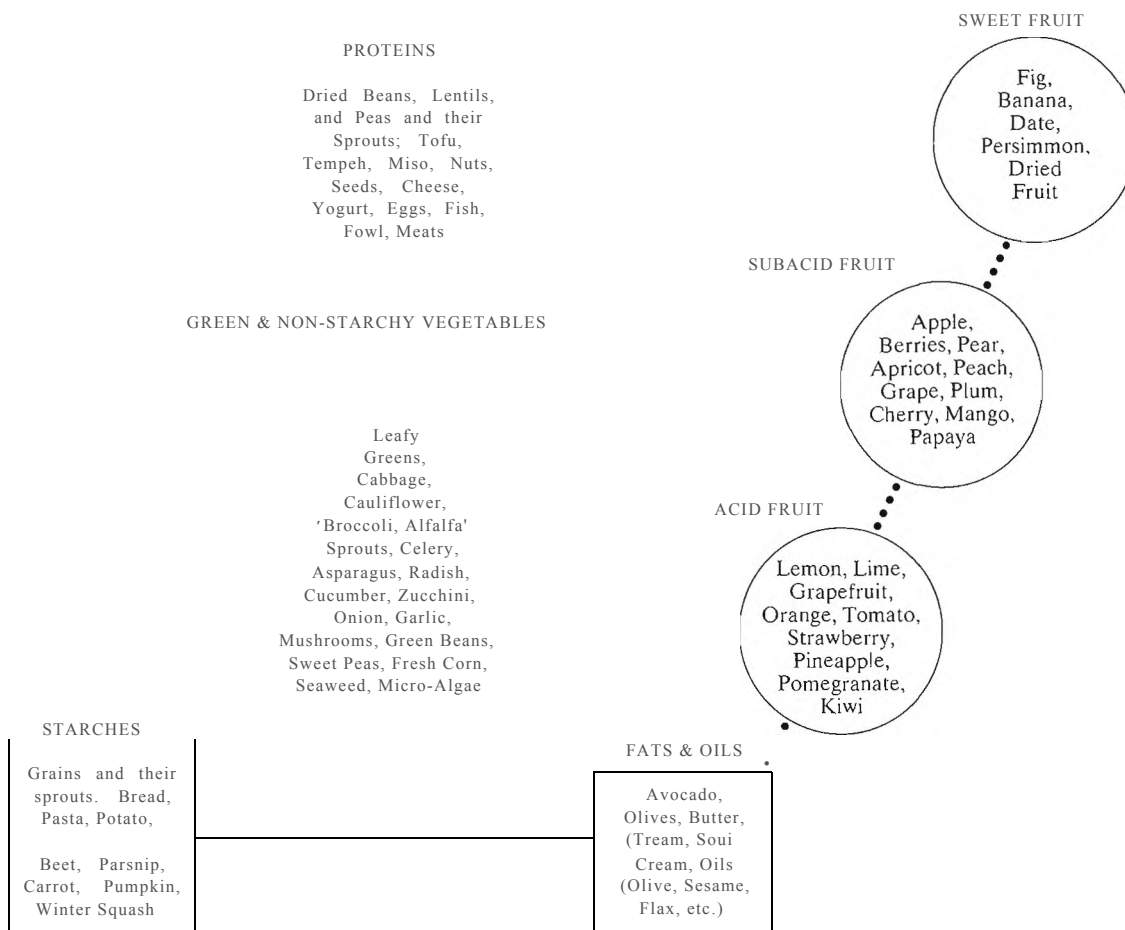 PROTEINS
Dried Beans, Lentils,
and Peas and their
Sprouts; Tofu,
Tempeh, Miso, Nuts,
Seeds, Cheese,
Yogurt, Eggs, Fish,
Fowl, Meats
SWEET FRUIT
Fig,
Banana,
Date,
Persimmon,
Dried
Fruit
SUBACID FRUIT
Apple,
Berries, Pear,
Apricot, Peach,
Grape, Plum,
Cherry, Mango,
Papaya
GREEN & NON-STARCHY VEGETABLES
Leafy
Greens,
Cabbage,
Cauliflower,
'Broccoli, Alfalfa'
Sprouts, Celery,
Asparagus, Radish,
Cucumber, Zucchini,
Onion, Garlic,
Mushrooms, Green Beans,
Sweet Peas, Fresh Corn,
Seaweed, Micro-Algae
ACID FRUIT
Lemon, Lime,
Grapefruit,
Orange, Tomato,
Strawberry,
Pineapple,
Pomegranate,
Kiwi
STARCHES
Grains and their
sprouts. Bread,
Pasta, Potato,
Beet, Parsnip,
Carrot, Pumpkin,
Winter Squash
FATS & OILS
Avocado,
Olives, Butter,
(Tream, Soui
Cream, Oils
(Olive, Sesame,
Flax, etc.)